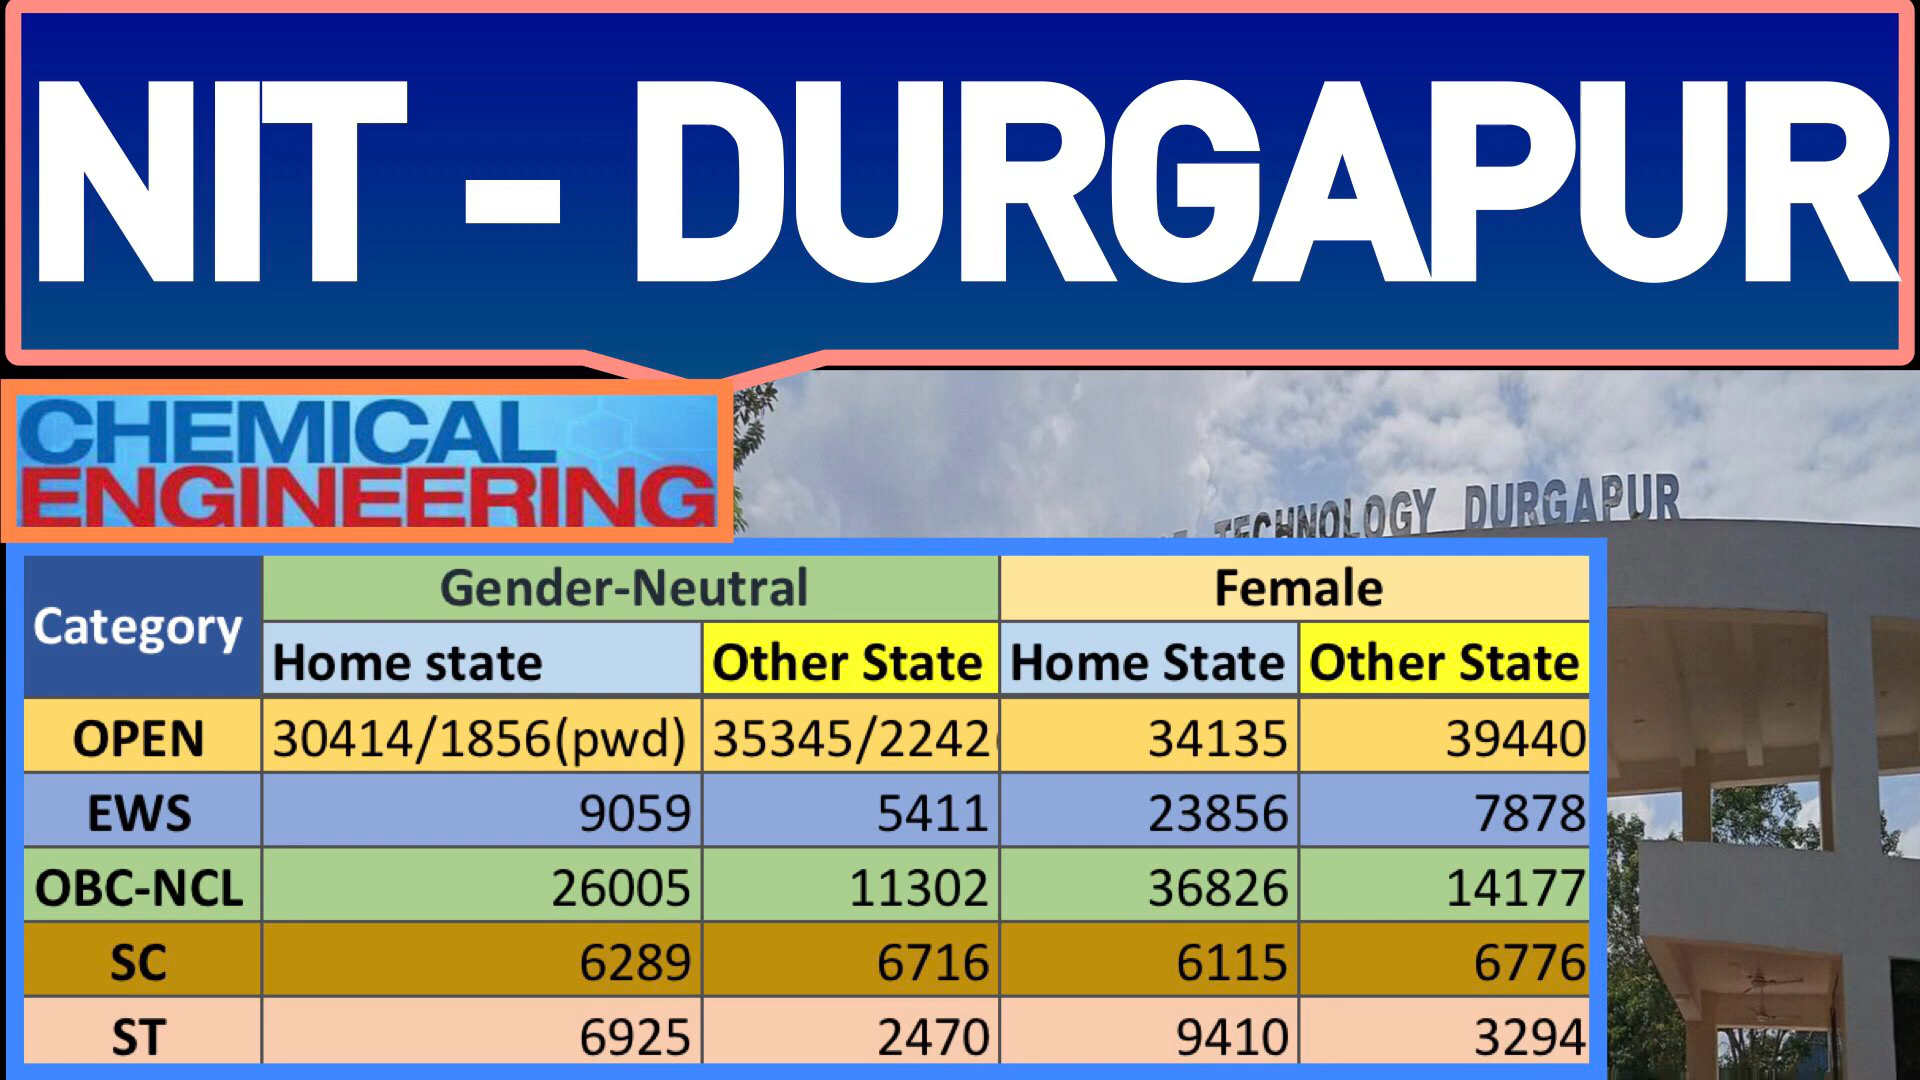 NIT - DURGAPUR
CHEMICAL
ENGINEERING
TECHNOLOGY DURGAPUR
Category Gender-Neutral Female
Home state Other State Home State Other State
OPEN 30414/1856(pwd) 35345/2242 34135 39440
EWS 9059 5411 23856 7878
OBC-NCL 26005 11302 36826 14177
SC 6289 6716 6115 6776
ST 6925 2470 9410 3294